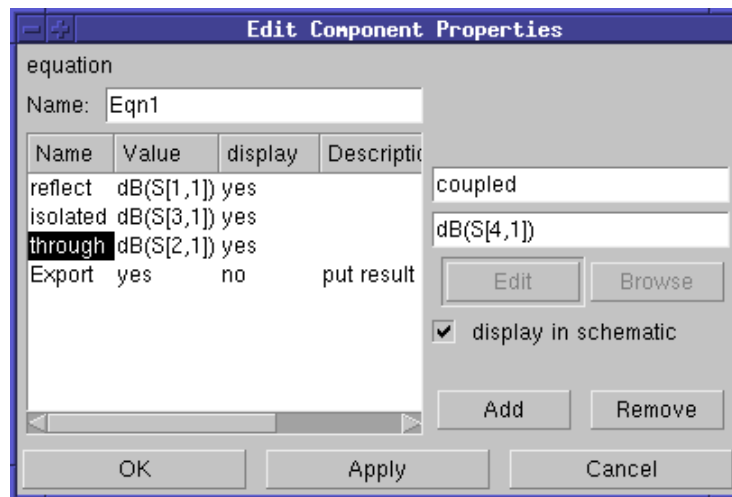 Edit Component Properties
equation
Name: Eqn1
Name Value display Descriptic
reflect dB(S[1,1]) yes
isolated dB(S[3,1]) yes
through dB(S[2,1]) yes
Export yes no put result
coupled
dB(S[4,1])
Edit Browse
display in schematic
Add Remove
OK Apply Cancel